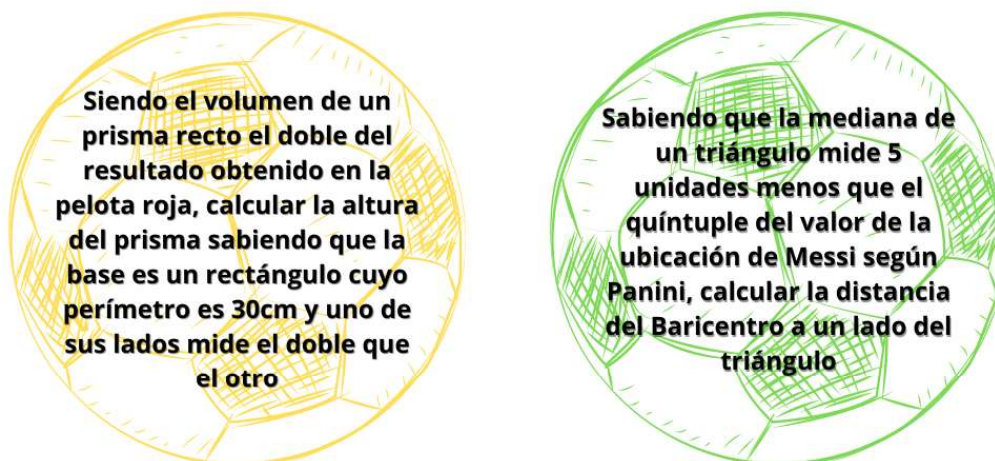 Siendo el volumen de un
prisma recto el doble del
resultado obtenido en la
pelota roja, calcular la altura
del prisma sabiendo que la
base es un rectángulo cuyo
perímetro es 30cm y uno de
sus lados mide el doble que
el otro
Sabiendo que la mediana de
un triángulo mide 5
unidades menos que el
quíntuple del valor de la
ubicación de Messi según
Panini, calcular la distancia
del Baricentro a un lado del
triángulo